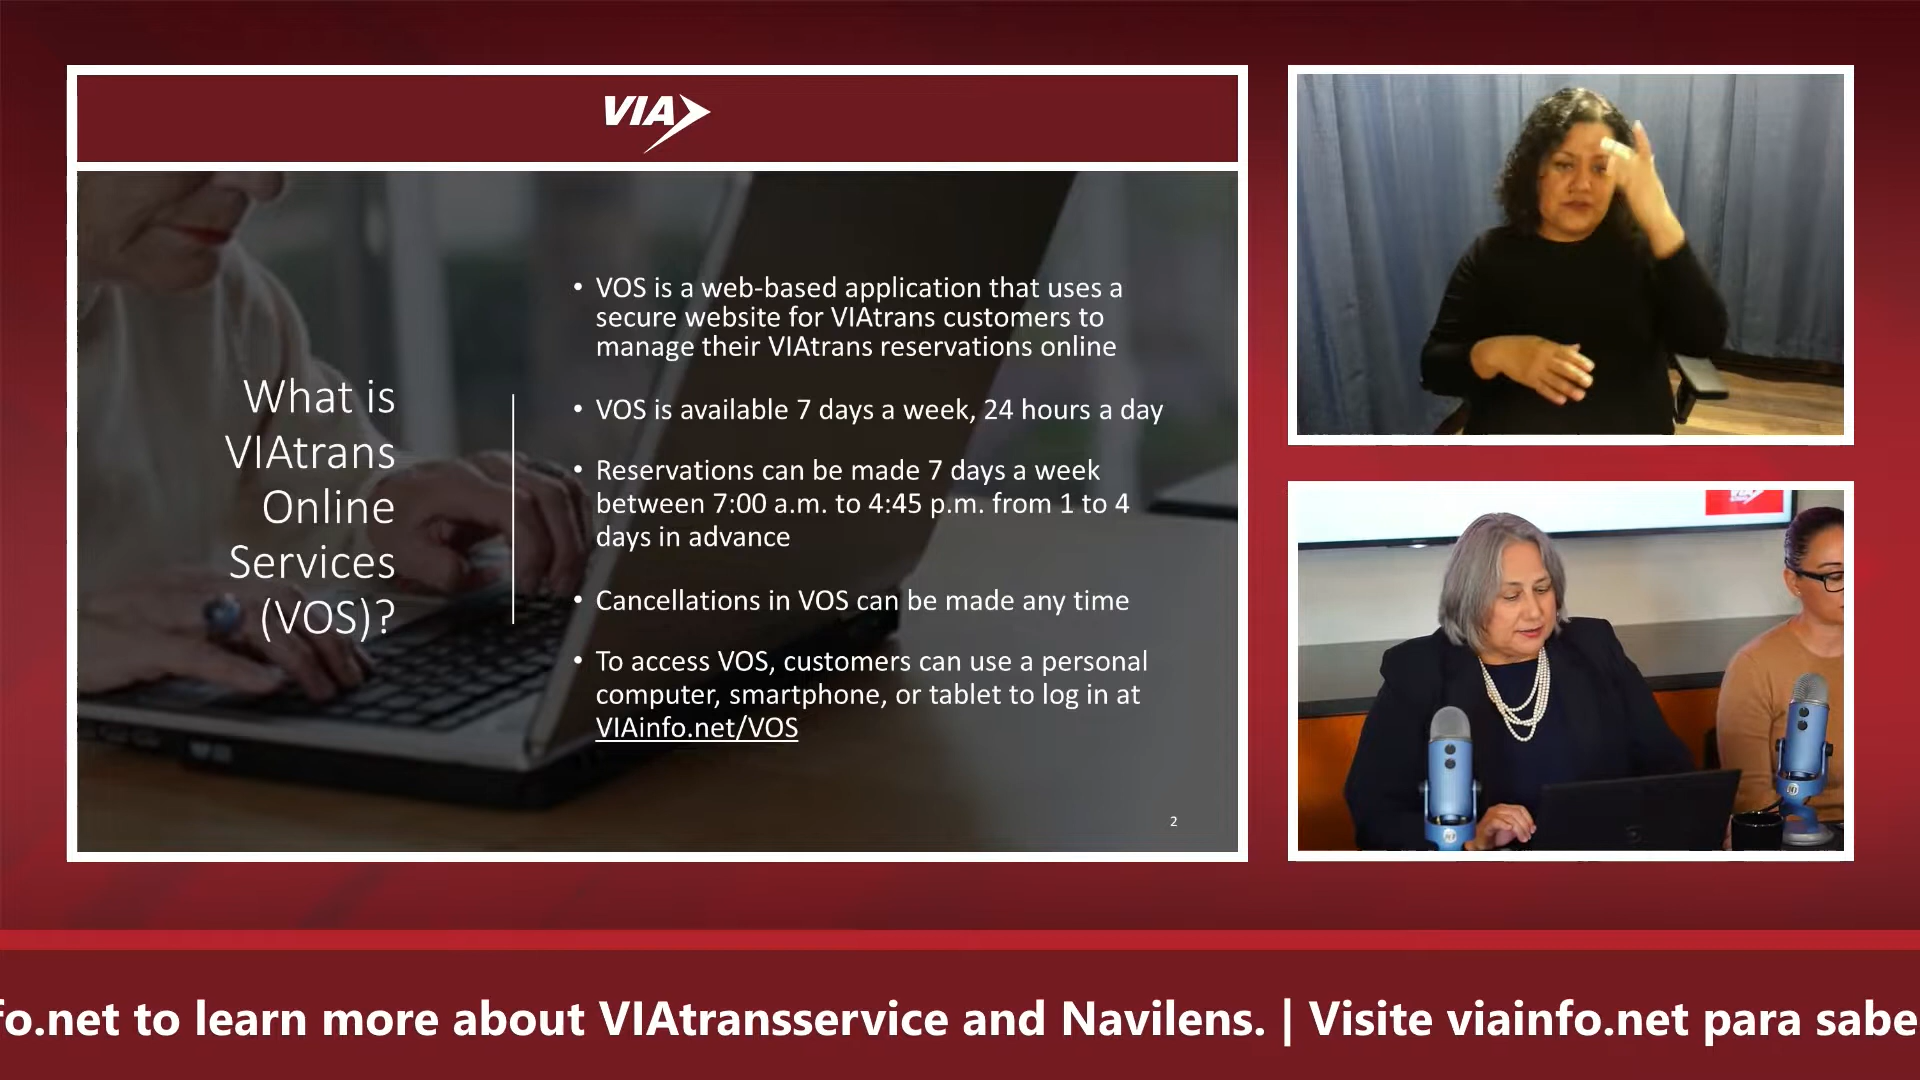 VIA
What is
VIAtrans
Online
Services
(VOS)?
• VOS is a web-based application that uses a
secure website for VIAtrans customers to
manage their VIAtrans reservations online
• VOS is available 7 days a week, 24 hours a day
• Reservations can be made 7 days a week
between 7:00 a.m. to 4:45 p.m. from 1 to 4
days in advance
• Cancellations in VOS can be made any time
• To access VOS, customers can use a personal
computer, smartphone, or tablet to log in at
VIAinfo.net/VOS
2
fo.net to learn more about VIAtransservice and Navilens. | Visite viainfo.net para sabe